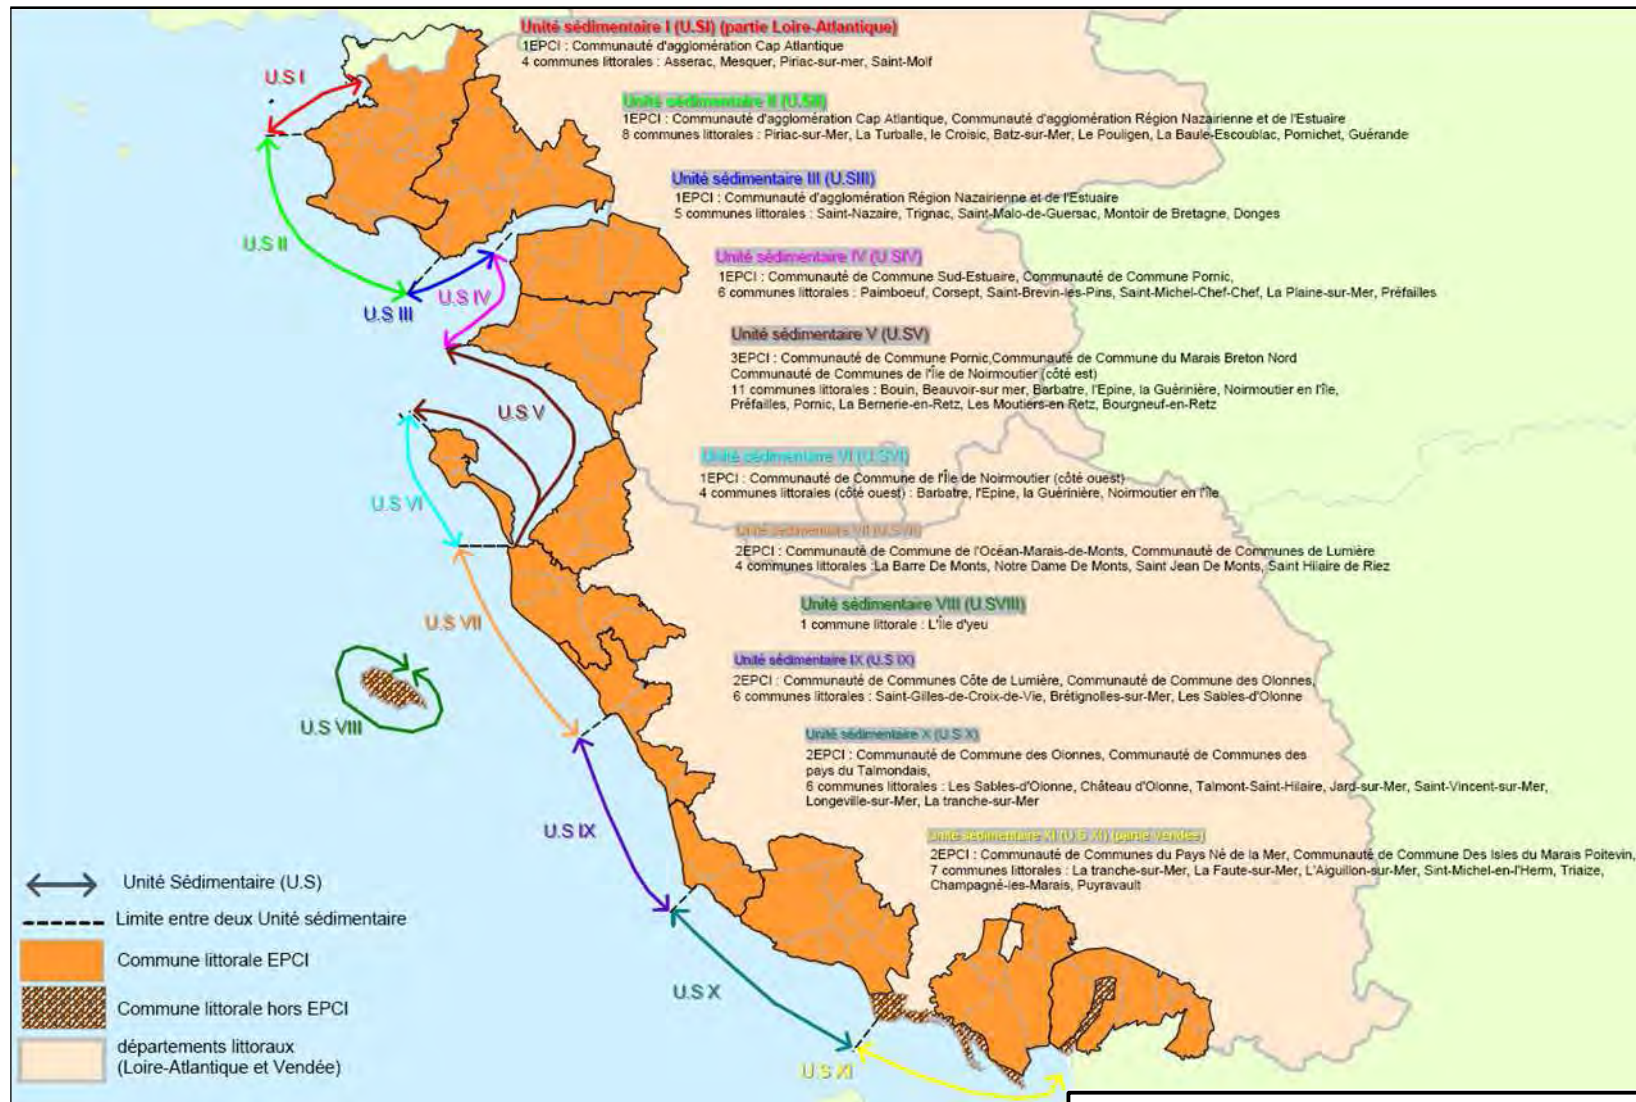 Unité sédimentaire I (U.SI) (partie Loire-Atlantique)
1EPCI : Communauté d'agglomération Cap Atlantique
4 communes littorales : Asserac, Mesquer, Piriac-sur-mer, Saint-Molf
U.S I
Unité sédimentaire II (U.SII)
1EPCI : Communauté d'agglomération Cap Atlantique, Communauté d'agglomération Région Nazairienne et de l'Estuaire
8 communes littorales : Piriac-sur-Mer, La Turballe, le Croisic, Batz-sur-Mer, Le Pouligen, La Baule-Escoublac, Pornichet, Guérande
Unité sédimentaire III (U.SIII)
1EPCI : Communauté d'agglomération Région Nazairienne et de l'Estuaire
5 communes littorales : Saint-Nazaire, Trignac, Saint-Malo-de-Guersac, Montoir de Bretagne, Donges
U.S II
Unité sédimentaire IV (U.SIV)
1EPCI : Communauté de Commune Sud-Estuaire, Communauté de Commune Pornic,
6 communes littorales : Paimboeuf, Corsept, Saint-Brevin-les-Pins, Saint-Michel-Chef-Chef, La Plaine-sur-Mer, Préfailles
U.S IV
U.S III
Unité sédimentaire V (U.SV)
3EPCI : Communauté de Commune Pornic,Communauté de Commune du Marais Breton Nord
Communauté de Communes de l'Île de Noirmoutier (côté est)
11 communes littorales : Bouin, Beauvoir-sur mer, Barbatre, l'Epine, la Guérinière, Noirmoutier en l'île,
Préfailles, Pornic, La Bernerie-en-Retz, Les Moutiers-en Retz, Bourgneuf-en-Retz
U.S V
Unité sédimentaire VI (U.SVI)
1EPCI : Communauté de Commune de l'Île de Noirmoutier (côté ouest)
4 communes littorales (côté ouest) : Barbatre, l'Epine, la Guérinière, Noirmoutier en l'île
U.S VI
Unité sédimentaire VII (U.SVII)
2EPCI : Communauté de Commune de l'Océan-Marais-de-Monts, Communauté de Communes de Lumière
4 communes littorales :La Barre De Monts, Notre Dame De Monts, Saint Jean De Monts, Saint Hilaire de Riez
U.S VII
Unité sédimentaire VIII (U.SVIII)
1 commune littorale : L'Île d'yeu
U.S VIII
Unité sédimentaire IX (U.S IX)
2EPCI : Communauté de Communes Côte de Lumière, Communauté de Commune des Olonnes,
6 communes littorales : Saint-Gilles-de-Croix-de-Vie, Brétignolles-sur-Mer, Les Sables-d'Olonne
Unité sédimentaire X (U.S X)
2EPCI : Communauté de Commune des Olonnes, Communauté de Communes des
pays du Talmondais,
6 communes littorales : Les Sables-d'Olonne, Château d'Olonne, Talmont-Saint-Hilaire, Jard-sur-Mer, Saint-Vincent-sur-Mer,
Longeville-sur-Mer, La tranche-sur-Mer
U.S IX
Unité sédimentaire XI (U.S XI) (partie vendée)
2EPCI : Communauté de Communes du Pays Né de la Mer, Communauté de Commune Des Isles du Marais Poitevin,
7 communes littorales : La tranche-sur-Mer, La Faute-sur-Mer, L'Aiguillon-sur-Mer, Sint-Michel-en-l'Herm, Triaize,
Champagné-les-Marais, Puyravault
U.S X
U.S XI
Unité Sédimentaire (U.S)
Limite entre deux Unité sédimentaire
Commune littorale EPCI
Commune littorale hors EPCI
départements littoraux
(Loire-Atlantique et Vendée)